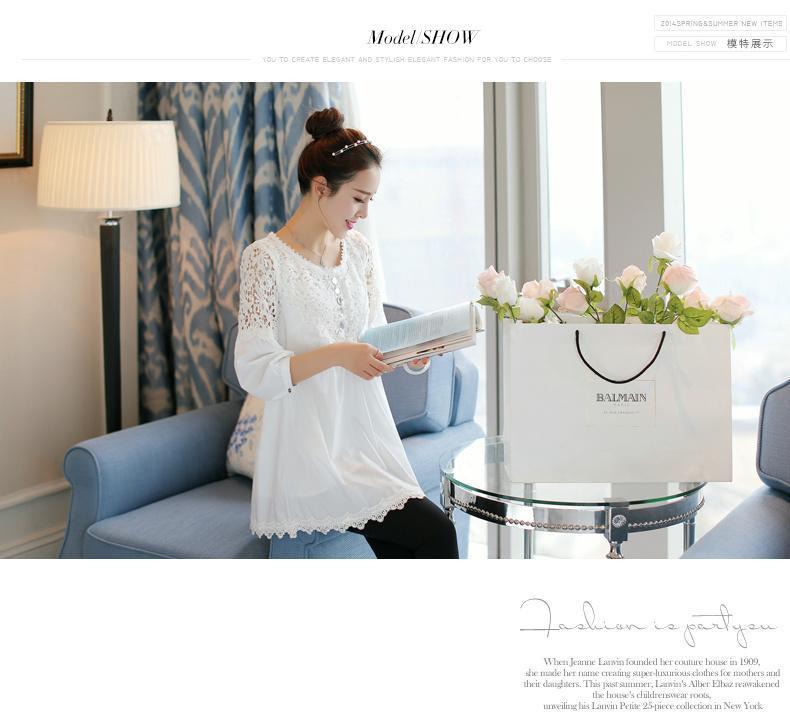 Model/SHOW
2014SPRING&SUMMER NEW ITEMS
MODEL SHOW 模特展示
YOU TO CREATE ELEGANT AND STYLISH ELEGANT FASHION FOR YOU TO CHOOSE
BALMAIN
PARIS
Fashion is part you
When Jeanne Lanvin founded her couture house in 1909,
she made her name creating super-luxurious clothes for mothers and
their daughters. This past summer, Lanvin's Alber Elbaz reawakened
the house's childrenswear roots,
unveiling his Lanvin Petite 25-piece collection in New York